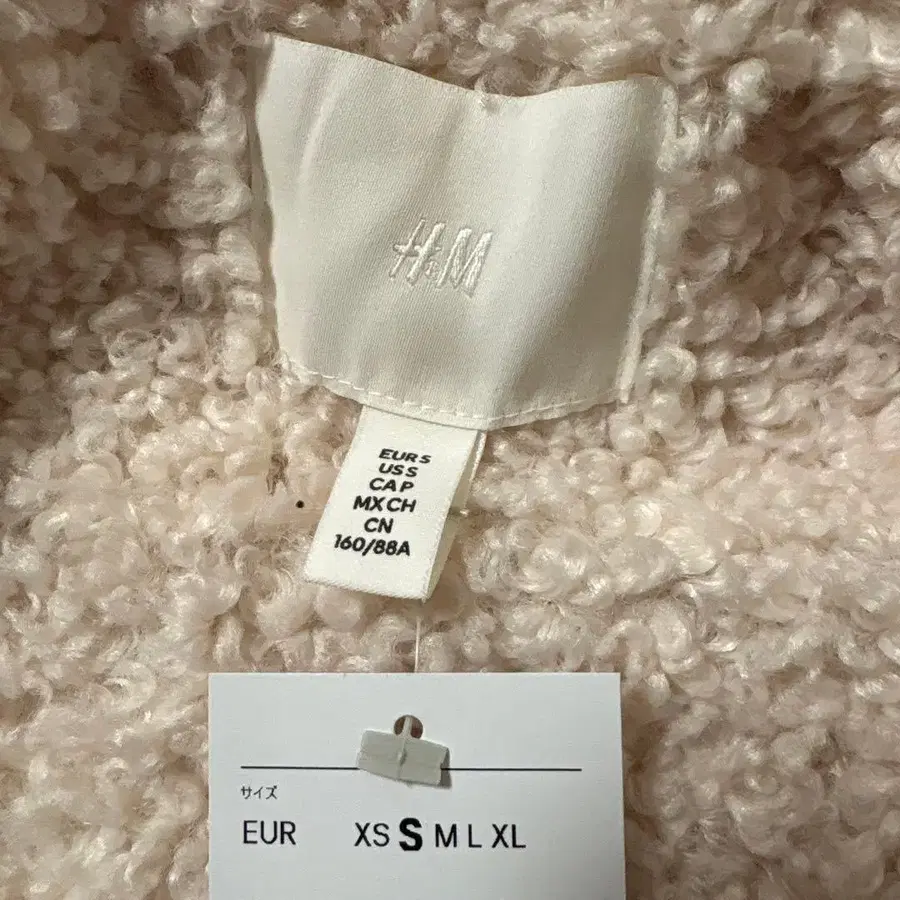 H&M
EUR S
US S
CA P
MX CH
CN
160/88A
サイズ
EUR XS S M L XL